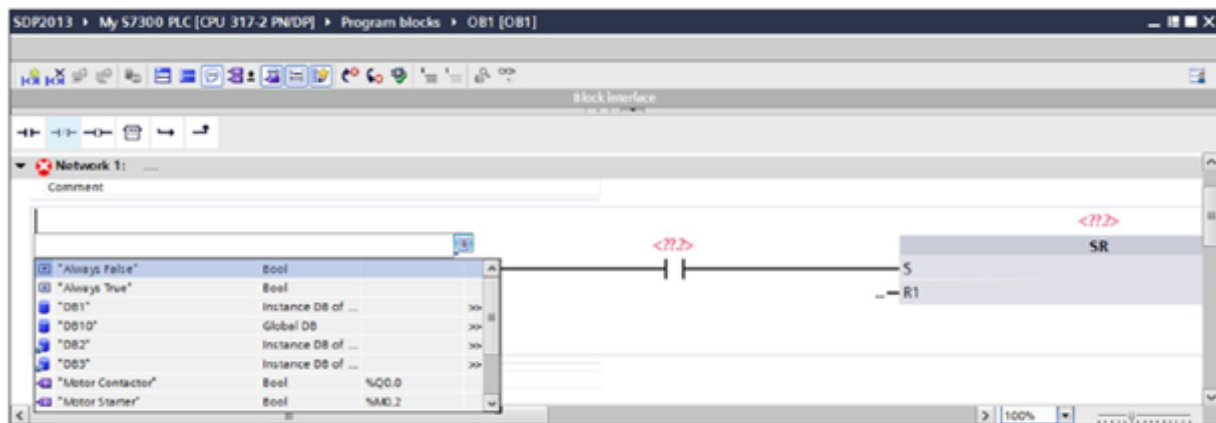 SDP2013 ▸ My S7300 PLC [CPU 317-2 PN/DP] ▸ Program blocks ▸ OB1 [OB1]
Block interface
Network 1: ....
Comment
<??.?>
<??.?>
SR
"Always False" Bool
S
"Always True" Bool
... R1
"DB1" Instance DB of ... >>
"DB10" Global DB >>
"DB2" Instance DB of ... >>
"DB3" Instance DB of ... >>
"Motor Contactor" Bool %Q0.0
"Motor Starter" Bool %M0.2
100%